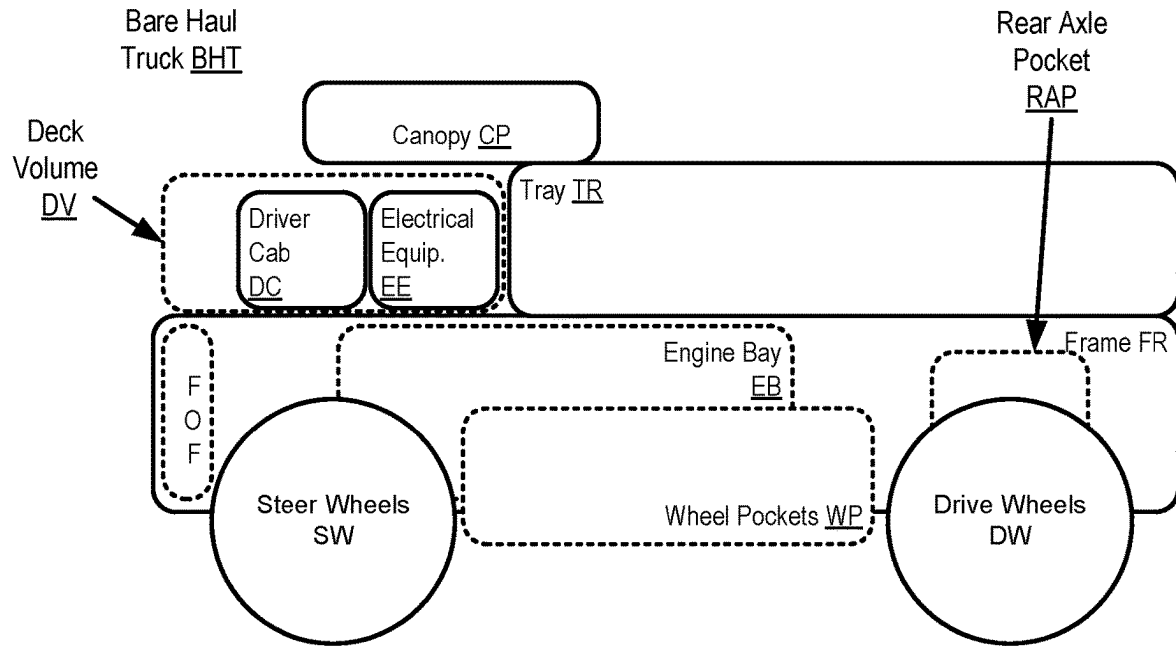 Bare Haul
Truck BHT
Rear Axle
Pocket
RAP
Deck
Volume
DV
Canopy CP
Tray TR
Driver
Cab
DC
Electrical
Equip.
EE
Engine Bay
EB
Frame FR
F
O
F
Steer Wheels
SW
Wheel Pockets WP
Drive Wheels
DW